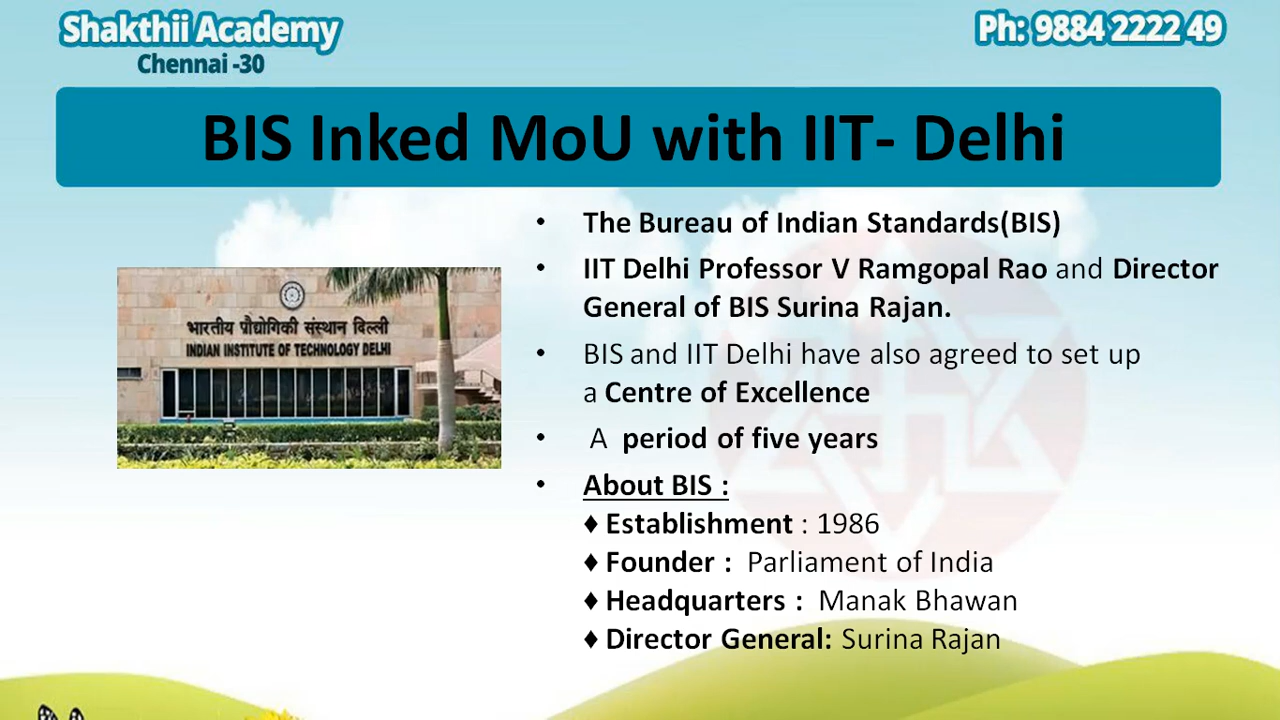 Shakthii Academy
Chennai -30
Ph: 9884 2222 49
BIS Inked MoU with IIT- Delhi
भारतीय प्रौद्योगिकी संस्थान दिल्ली
INDIAN INSTITUTE OF TECHNOLOGY DELHI
• The Bureau of Indian Standards(BIS)
• IIT Delhi Professor V Ramgopal Rao and Director
General of BIS Surina Rajan.
• BIS and IIT Delhi have also agreed to set up
a Centre of Excellence
• A period of five years
• About BIS :
♦ Establishment : 1986
♦ Founder : Parliament of India
♦ Headquarters : Manak Bhawan
♦ Director General: Surina Rajan